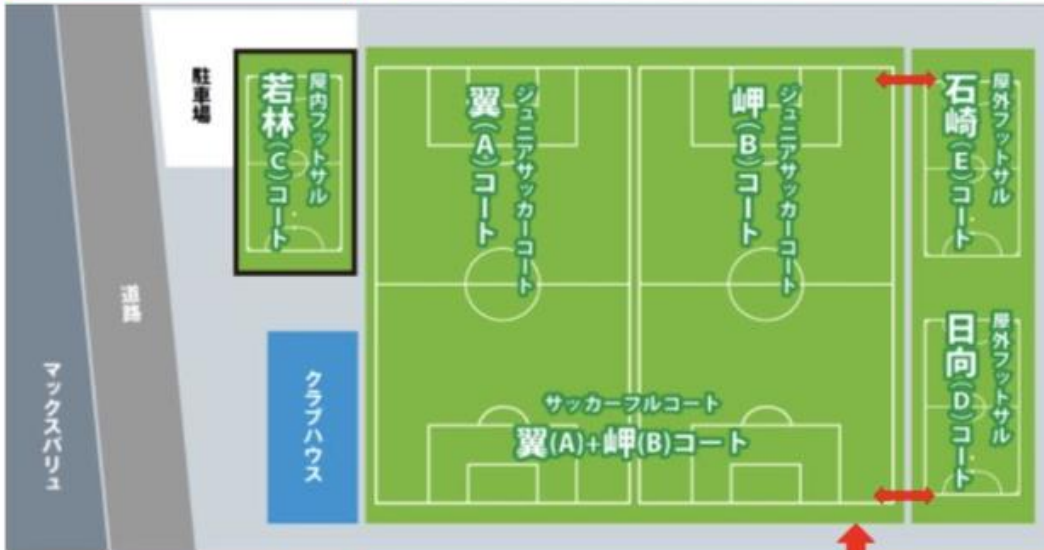 駐車場
屋内フットサル
若林(C)コート
ジュニアサッカーコート
翼(A)コート
ジュニアサッカーコート
岬(B)コート
屋外フットサル
石崎(E)コート
道路
マックスバリュ
クラブハウス
サッカーフルコート
翼(A)+岬(B)コート
屋外フットサル
日向(D)コート